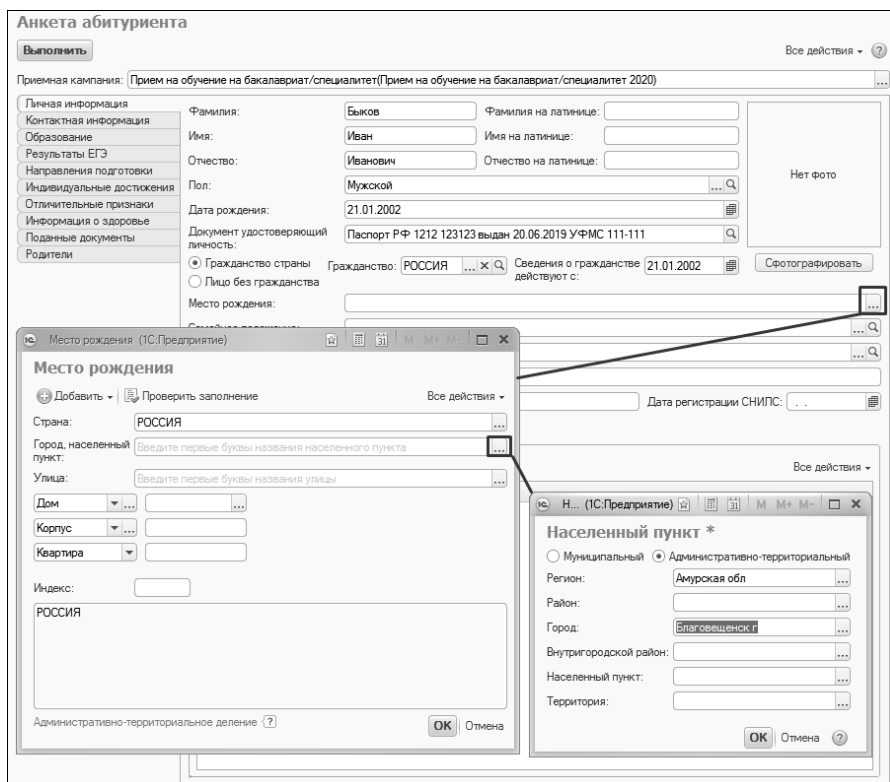 Анкета абитуриента
Выполнить
Все действия
?
Приемная кампания: Прием на обучение на бакалавриат/специалитет(Прием на обучение на бакалавриат/специалитет 2020) ...
Личная информация
Контактная информация
Образование
Результаты ЕГЭ
Направления подготовки
Индивидуальные достижения
Отличительные признаки
Информация о здоровье
Поданные документы
Родители
Фамилия: Быков Фамилия на латинице:
Имя: Иван Имя на латинице:
Отчество: Иванович Отчество на латинице:
Пол: Мужской ...
Дата рождения: 21.01.2002
Документ удостоверяющий личность: Паспорт РФ 1212 123123 выдан 20.06.2019 УФМС 111-111
Гражданство страны
Лицо без гражданства
Гражданство: РОССИЯ ... ×
Сведения о гражданстве действуют с: 21.01.2002
Нет фото
Сфотографировать
Место рождения: ...
...
...
Дата регистрации СНИЛС: . .
Все действия
Место рождения (1С:Предприятие) 31 M M+ M-
Место рождения
Добавить Проверить заполнение Все действия
Страна: РОССИЯ ...
Город, населенный пункт: Введите первые буквы названия населенного пункта ...
Улица: Введите первые буквы названия улицы ...
Дом ... ...
Корпус ...
Квартира
Индекс:
РОССИЯ
Административно-территориальное деление ?
ОК Отмена
Н... (1С:Предприятие) 31 M M+ M-
Населенный пункт *
Муниципальный Административно-территориальный
Регион: Амурская обл ...
Район: ...
Город: Благовещенск г ...
Внутригородской район: ...
Населенный пункт: ...
Территория: ...
ОК Отмена ?